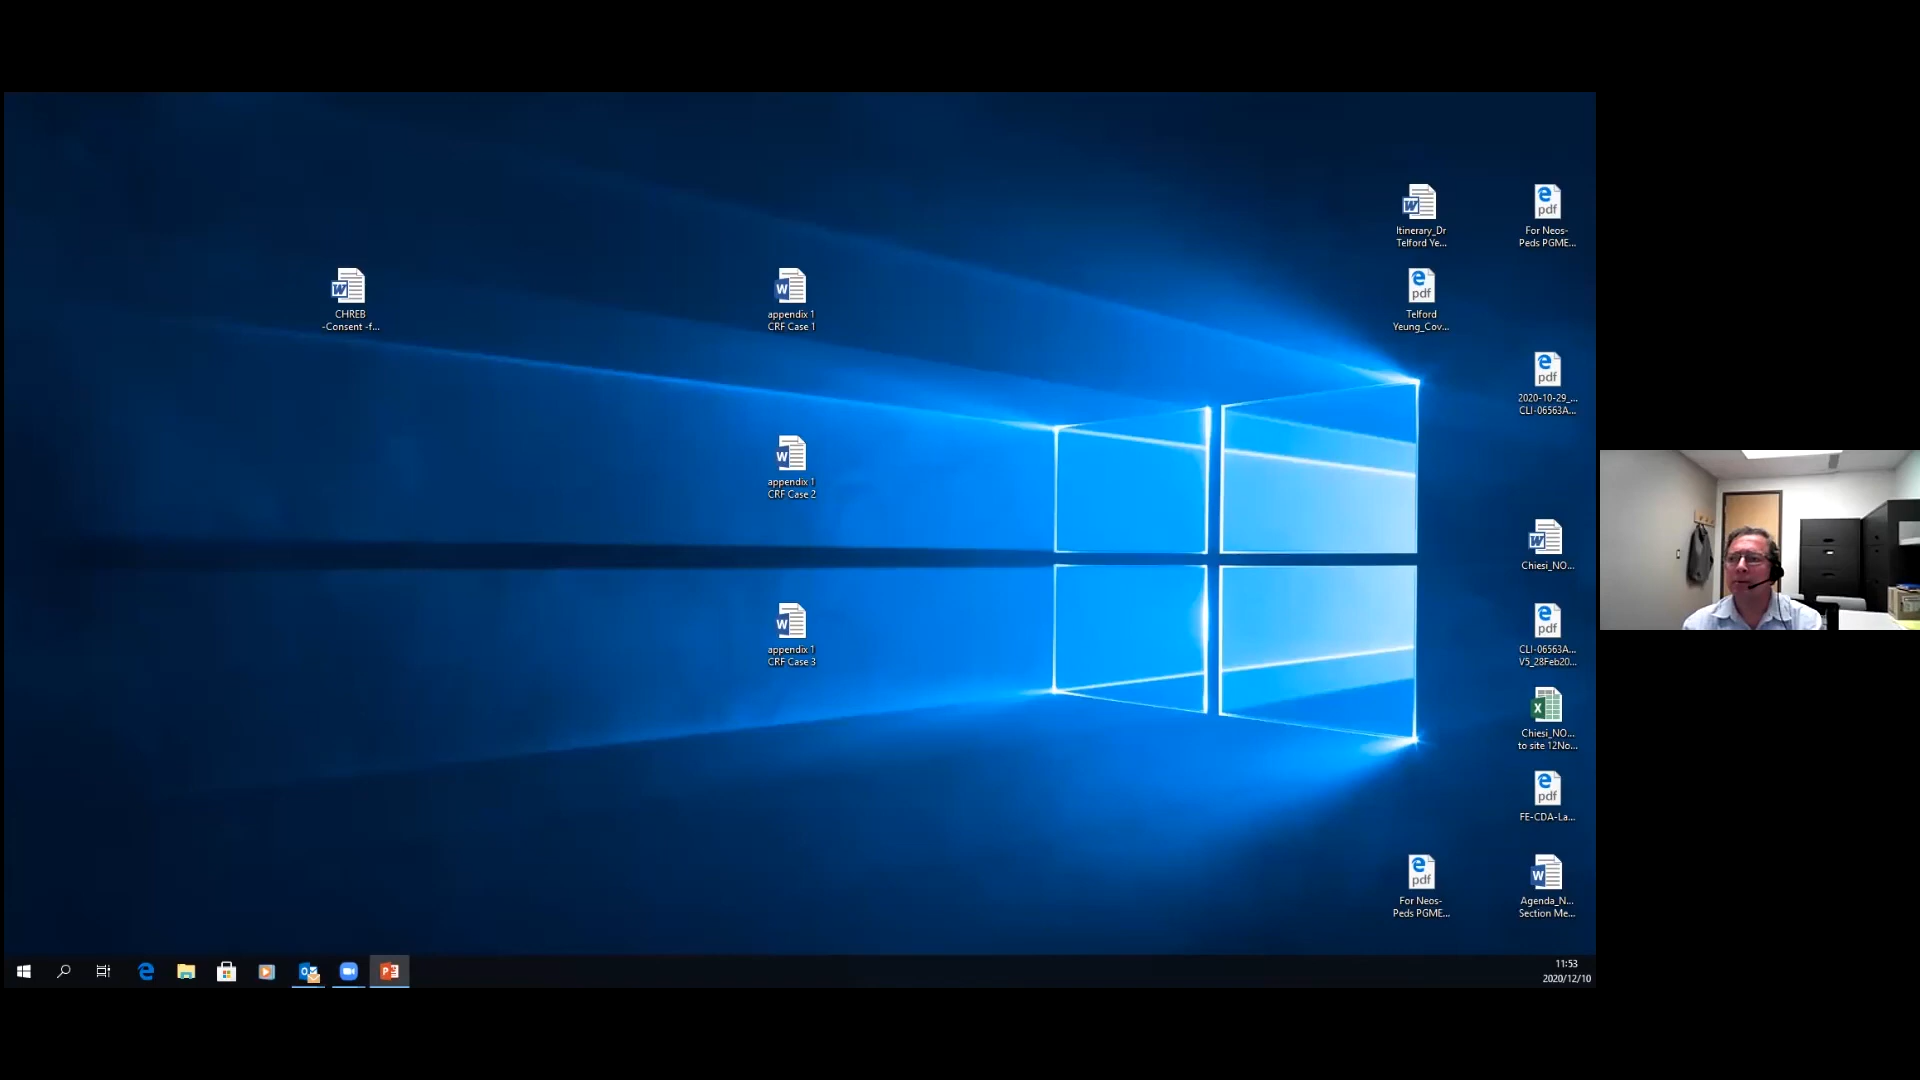 Itinerary_Dr
Telford Ye...
For Neos-
Peds PGME...
CHREB
-Consent -f...
appendix 1
CRF Case 1
Telford
Yeung_Cov...
2020-10-29_...
CLI-06563A...
appendix 1
CRF Case 2
Chiesi_NO...
appendix 1
CRF Case 3
CLI-06563A...
V5_28Feb20...
Chiesi_NO...
to site 12No...
FE-CDA-La...
For Neos-
Peds PGME...
Agenda_N...
Section Me...
11:53
2020/12/10